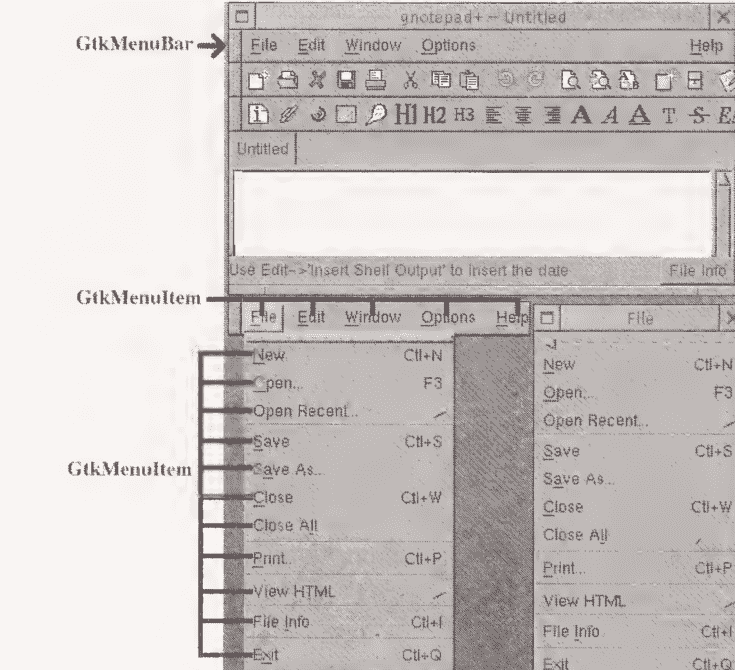 gnotepad+ - Untitled
GtkMenuBar
File Edit Window Options Help
H1 H2 H3 A A A T S
Untitled
Use Edit->'Insert Shell Output' to insert the date
File Info
GtkMenuItem
File Edit Window Options Help
File
New Ctl+N
Open... F3
Open Recent...
Save Ctl+S
Save As...
GtkMenuItem
Close Ctl+W
Close All
Print... Ctl+P
View HTML
File Info Ctl+I
Exit Ctl+Q
New Ctl+N
Open... F3
Open Recent...
Save Ctl+S
Save As...
Close Ctl+W
Close All
Print... Ctl+P
View HTML
File Info Ctl+I
Exit Ctl+Q